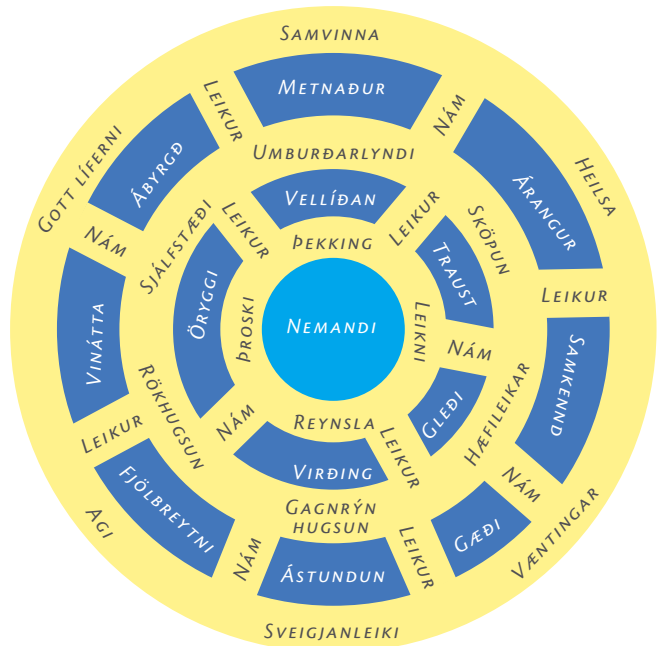 Samvinna
Metnaður
Leikur
Nám
Gott líferni
Ábyrgð
Heilsa
Árangur
Umburðarlyndi
Vellíðan
Leikur
Leikur
Sköpun
Sjálfstæði
Þekking
Traust
Nám
Öryggi
Þroski
Nemandi
Leikni
Leikur
Vinátta
Nám
Samkennd
Gleði
Hæfileikar
Rökhugsun
Nám
Reynsla
Leikur
Virðing
Leikur
Fjölbreytni
Gagnrýn
hugsun
Nám
Gæði
Væntingar
Agi
Nám
Ástundun
Leikur
Sveigjanleiki